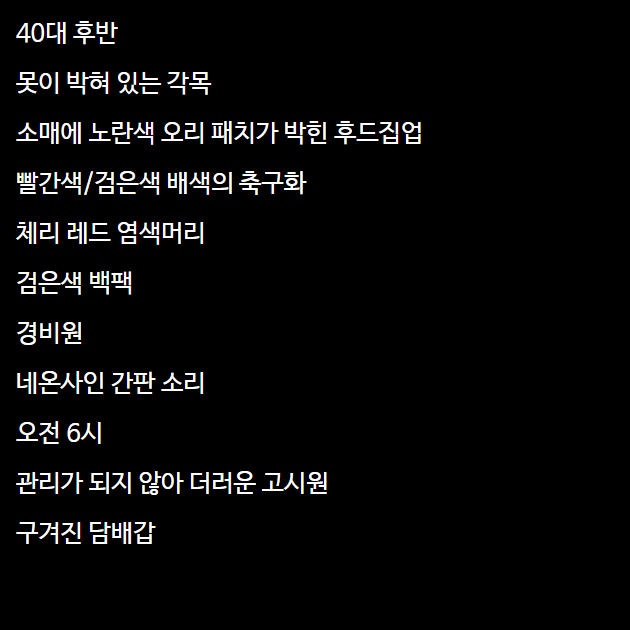 40대 후반
못이 박혀 있는 각목
소매에 노란색 오리 패치가 박힌 후드집업
빨간색/검은색 배색의 축구화
체리 레드 염색머리
검은색 백팩
경비원
네온사인 간판 소리
오전 6시
관리가 되지 않아 더러운 고시원
구겨진 담배갑